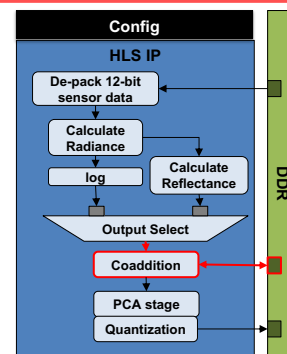 Config
HLS IP
De-pack 12-bit
sensor data
Calculate
Radiance
log
Calculate
Reflectance
DDR
Output Select
Coaddition
PCA stage
Quantization